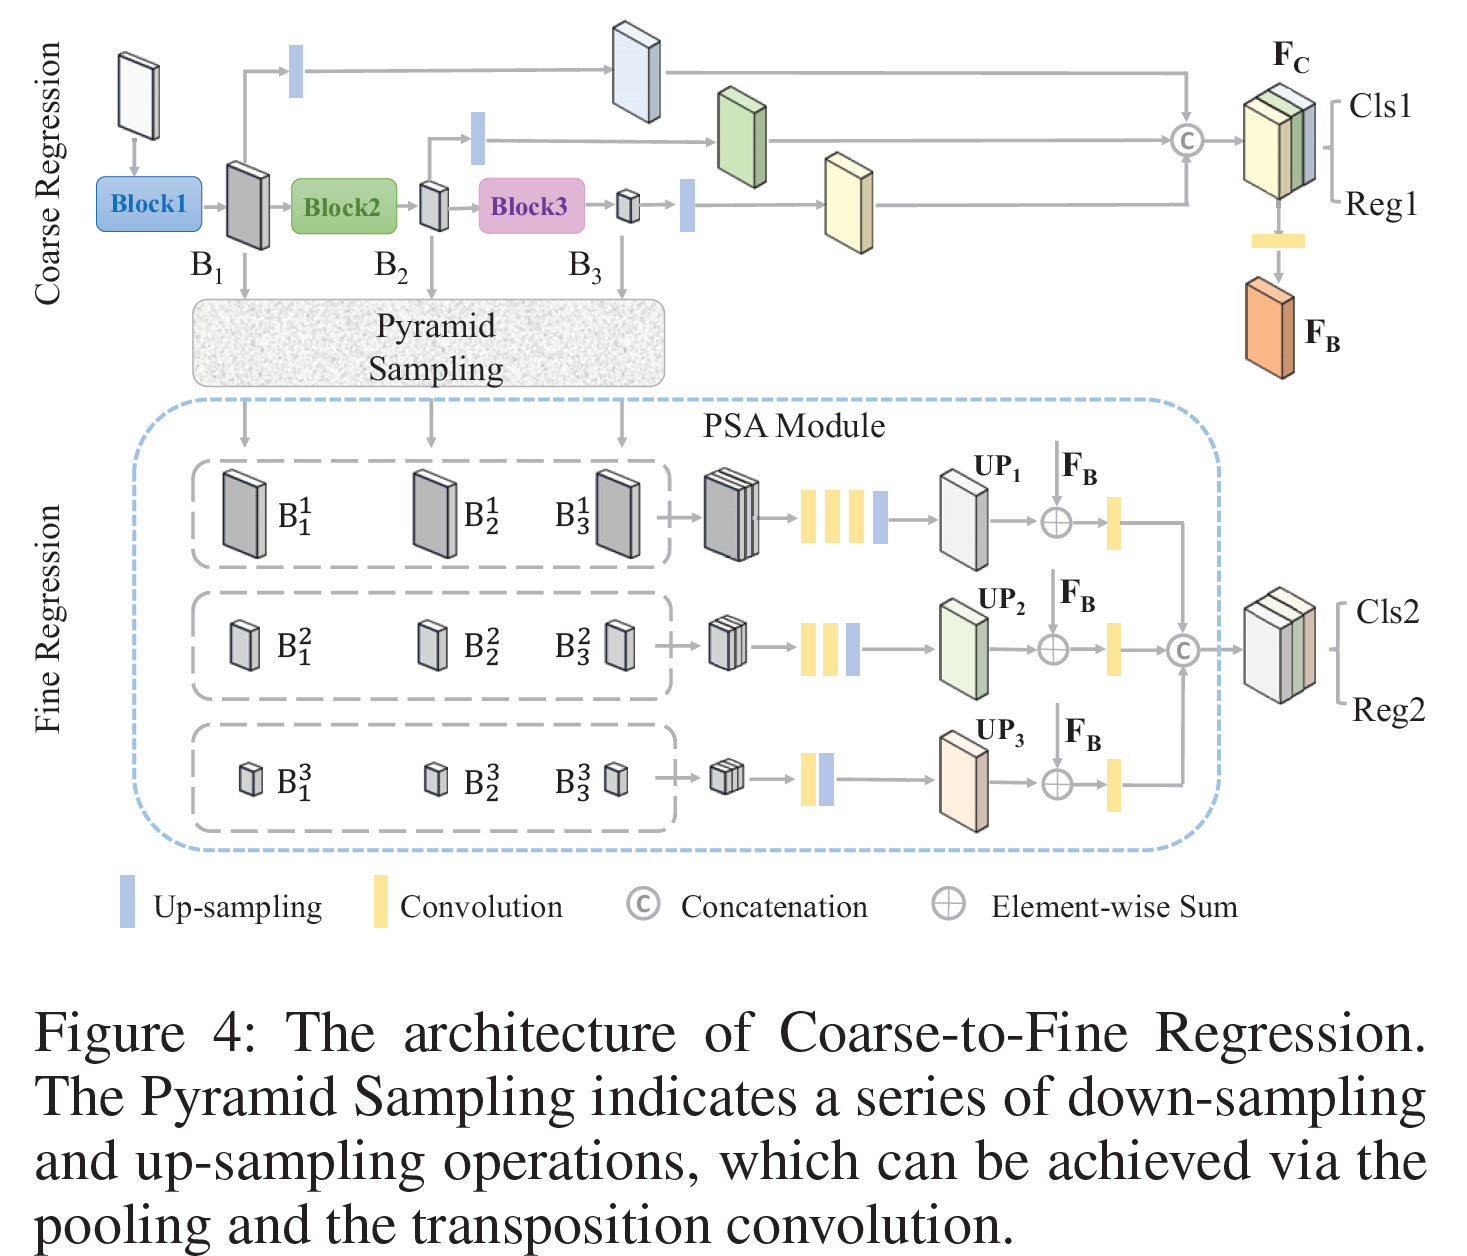 Coarse Regression
F_C
Cls1
Reg1
Block1
Block2
Block3
B_1
B_2
B_3
F_B
Pyramid
Sampling
PSA Module
Fine Regression
B_1^1
B_2^1
B_3^1
UP_1
F_B
B_1^2
B_2^2
B_3^2
UP_2
F_B
B_1^3
B_2^3
B_3^3
UP_3
F_B
C
C
Cls2
Reg2
Up-sampling
Convolution
C
Concatenation
Element-wise Sum
Figure 4: The architecture of Coarse-to-Fine Regression.
The Pyramid Sampling indicates a series of down-sampling
and up-sampling operations, which can be achieved via the
pooling and the transposition convolution.